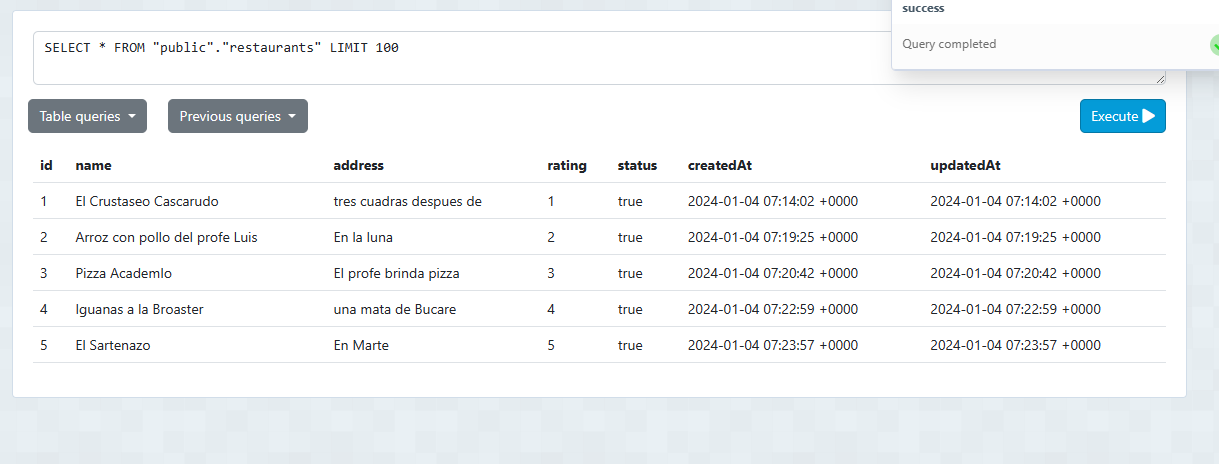 success
Query completed
SELECT * FROM "public"."restaurants" LIMIT 100
Table queries Previous queries Execute
id name address rating status createdAt updatedAt
1 El Crustaseo Cascarudo tres cuadras despues de 1 true 2024-01-04 07:14:02 +0000 2024-01-04 07:14:02 +0000
2 Arroz con pollo del profe Luis En la luna 2 true 2024-01-04 07:19:25 +0000 2024-01-04 07:19:25 +0000
3 Pizza Academlo El profe brinda pizza 3 true 2024-01-04 07:20:42 +0000 2024-01-04 07:20:42 +0000
4 Iguanas a la Broaster una mata de Bucare 4 true 2024-01-04 07:22:59 +0000 2024-01-04 07:22:59 +0000
5 El Sartenazo En Marte 5 true 2024-01-04 07:23:57 +0000 2024-01-04 07:23:57 +0000